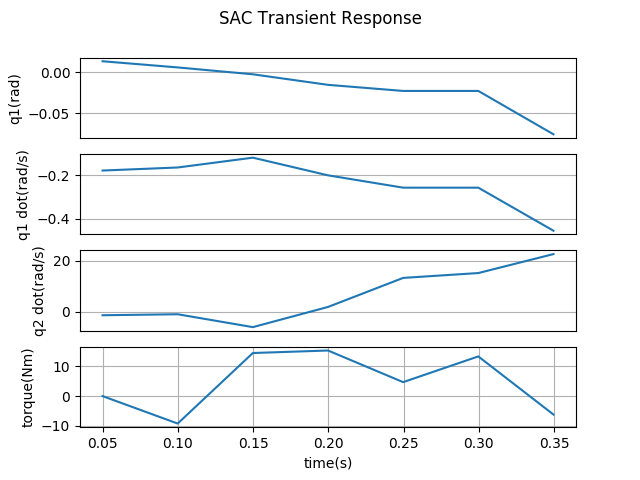 SAC Transient Response
0.00
−0.05
q1(rad)
−0.2
−0.4
q1 dot(rad/s)
20
0
q2 dot(rad/s)
10
0
−10
torque(Nm)
0.05 0.10 0.15 0.20 0.25 0.30 0.35
time(s)